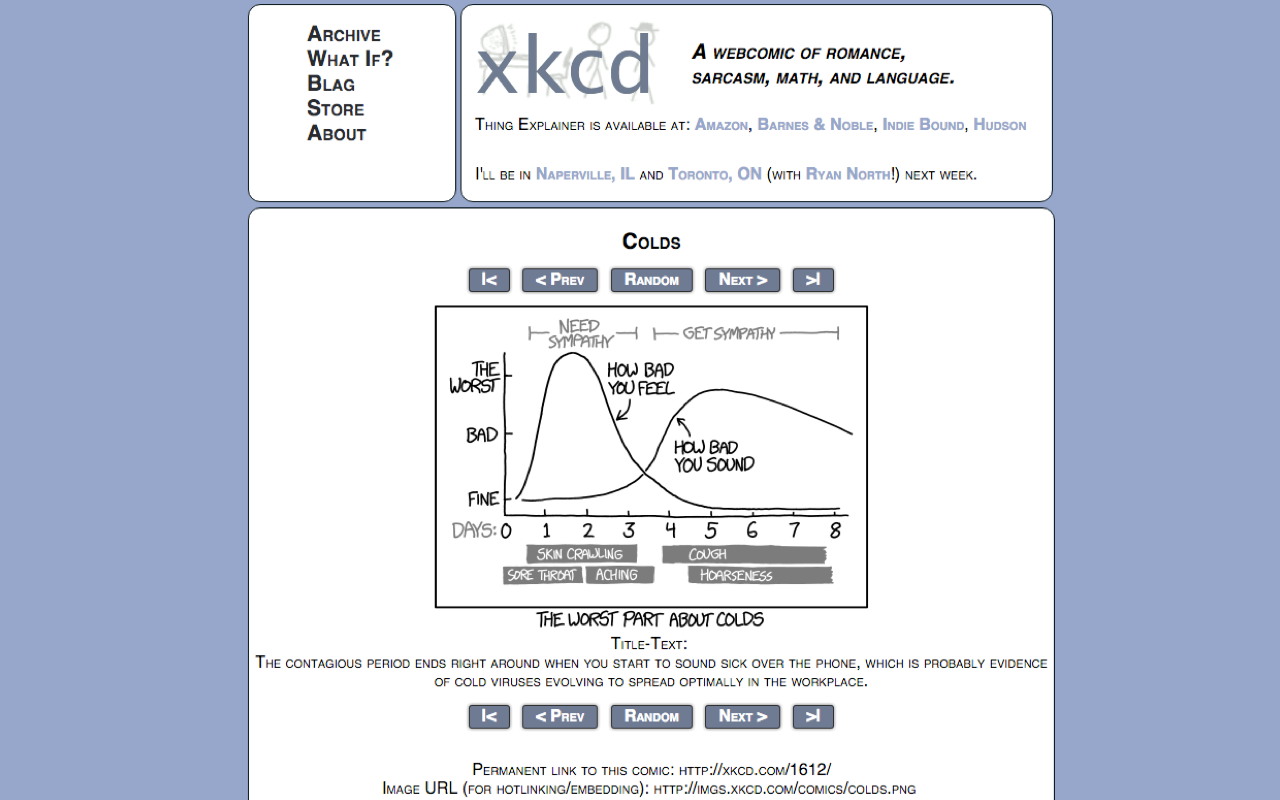 Archive
What If?
Blag
Store
About
xkcd
A webcomic of romance,
sarcasm, math, and language.
Thing Explainer is available at: Amazon, Barnes & Noble, Indie Bound, Hudson
I'll be in Naperville, IL and Toronto, ON (with Ryan North!) next week.
Colds
|<
< Prev
Random
Next >
>|
NEED
SYMPATHY
GET SYMPATHY
THE
WORST
BAD
FINE
HOW BAD
YOU FEEL
HOW BAD
YOU SOUND
DAYS: 0 1 2 3 4 5 6 7 8
SKIN CRAWLING
COUGH
SORE THROAT
ACHING
HOARSENESS
THE WORST PART ABOUT COLDS
Title-Text:
The contagious period ends right around when you start to sound sick over the phone, which is probably evidence
of cold viruses evolving to spread optimally in the workplace.
|<
< Prev
Random
Next >
>|
Permanent link to this comic: http://xkcd.com/1612/
Image URL (for hotlinking/embedding): http://imgs.xkcd.com/comics/colds.png